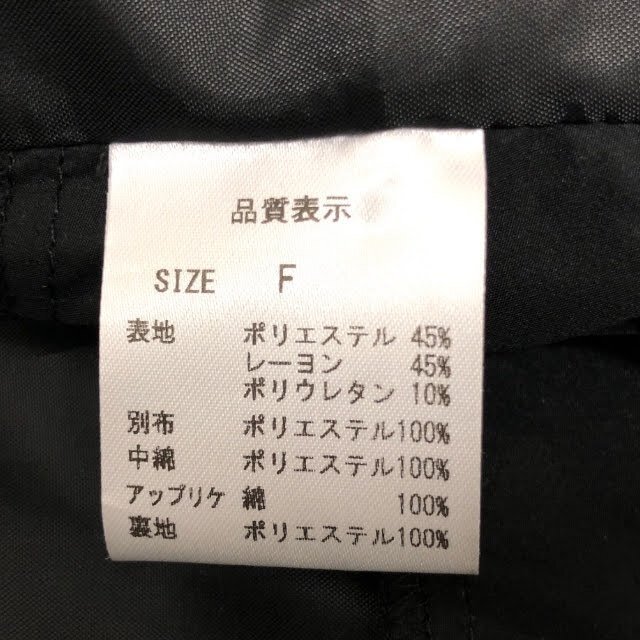 品質表示
SIZE F
表地 ポリエステル 45%
レーヨン 45%
ポリウレタン 10%
別布 ポリエステル100%
中綿 ポリエステル100%
アップリケ 綿 100%
裏地 ポリエステル100%